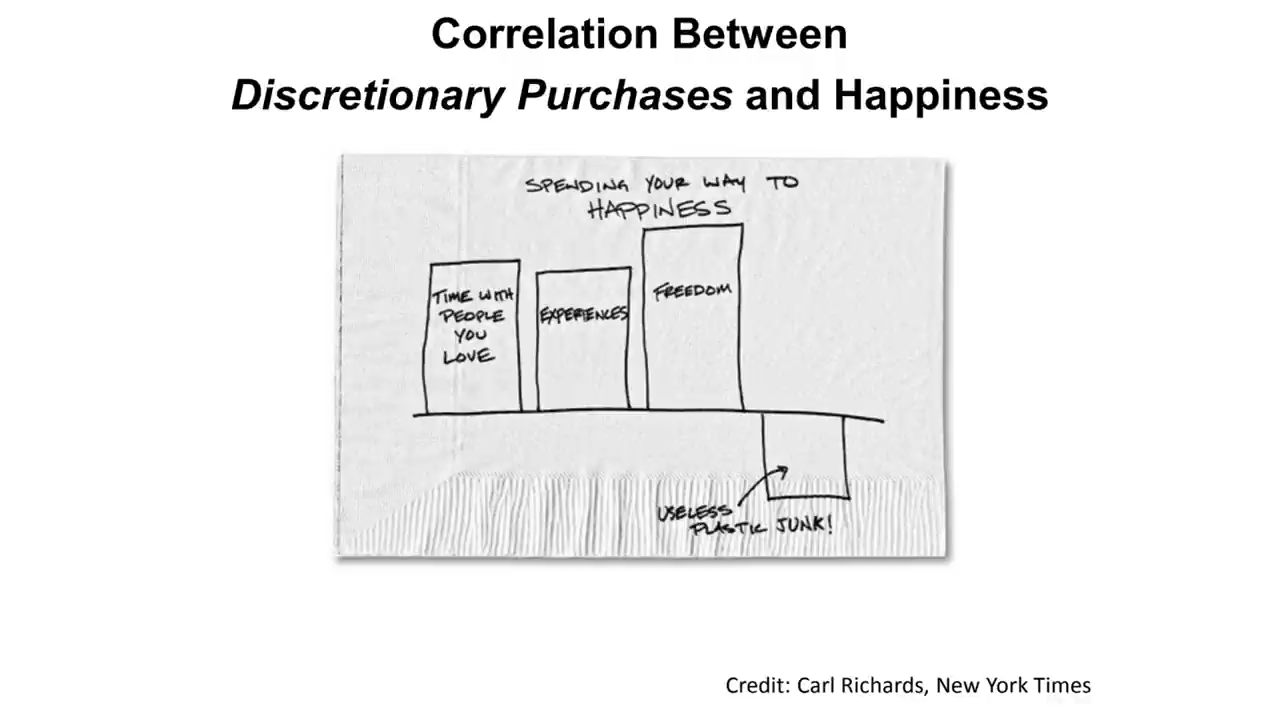 Correlation Between
Discretionary Purchases and Happiness
SPENDING YOUR WAY TO
HAPPINESS
TIME WITH
PEOPLE
YOU
LOVE
EXPERIENCES
FREEDOM
USELESS
PLASTIC JUNK!
Credit: Carl Richards, New York Times